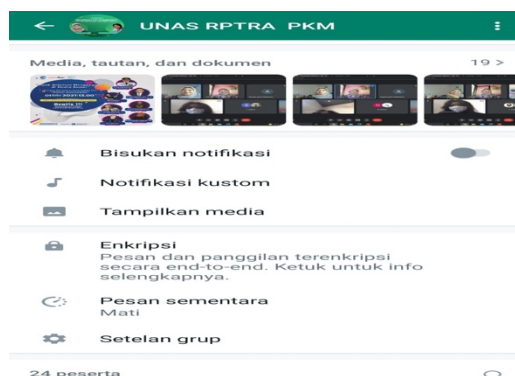 UNAS RPTRA PKM
Media, tautan, dan dokumen 19 >
Bisukan notifikasi
Notifikasi kustom
Tampilkan media
Enkripsi
Pesan dan panggilan terenkripsi
secara end-to-end. Ketuk untuk info
selengkapnya.
Pesan sementara
Mati
Setelan grup
24 peserta